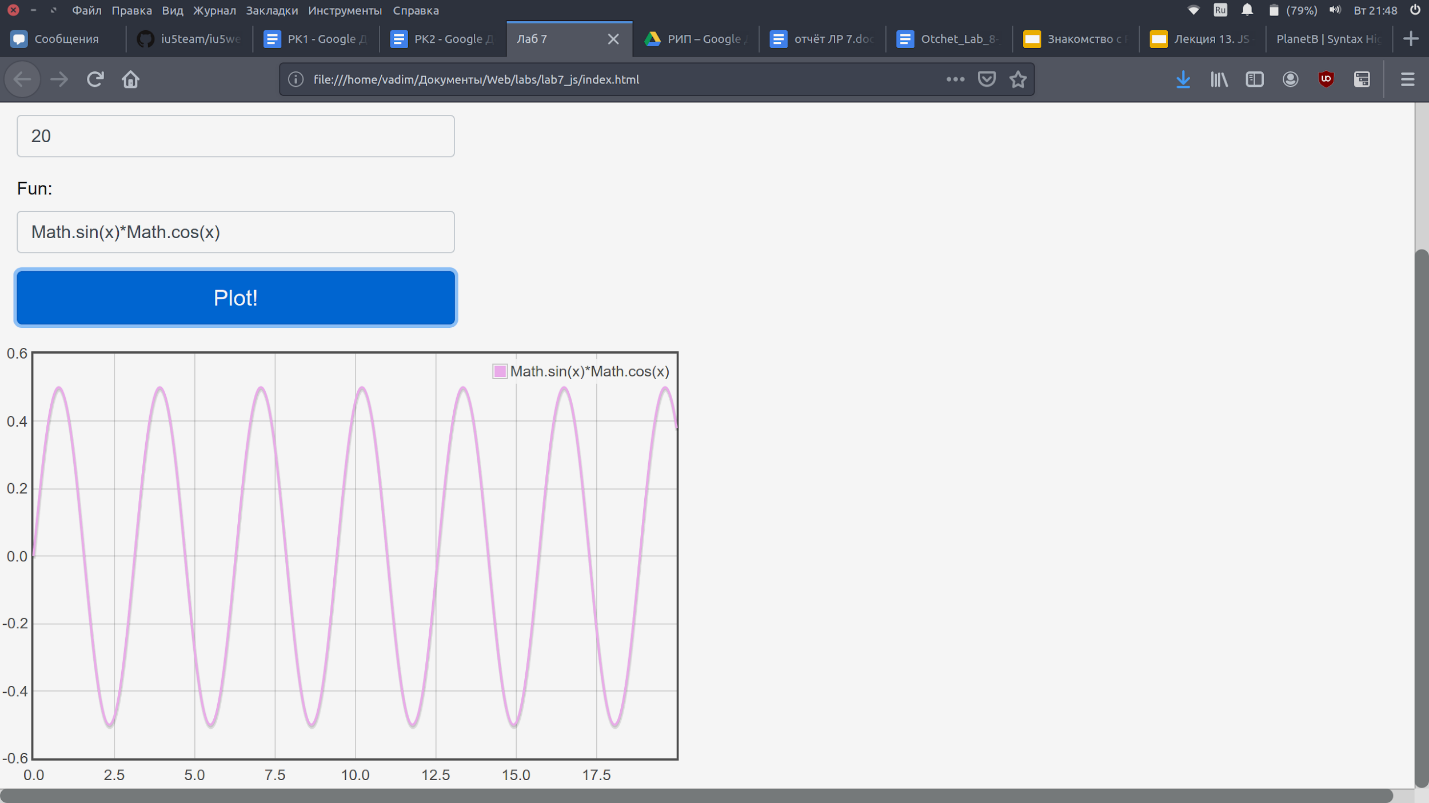 Файл Правка Вид Журнал Закладки Инструменты Справка Ru (79%) Вт 21:48
Сообщения iu5team/iu5we РК1 - Google Д РК2 - Google Д Лаб 7 РИП – Google Д отчёт ЛР 7.doc Otchet_Lab_8- Знакомство с Лекция 13. JS PlanetB | Syntax Hig
file:///home/vadim/Документы/Web/labs/lab7_js/index.html
20
Fun:
Math.sin(x)*Math.cos(x)
Plot!
Math.sin(x)*Math.cos(x)
0.6
0.4
0.2
0.0
-0.2
-0.4
-0.6
0.0 2.5 5.0 7.5 10.0 12.5 15.0 17.5